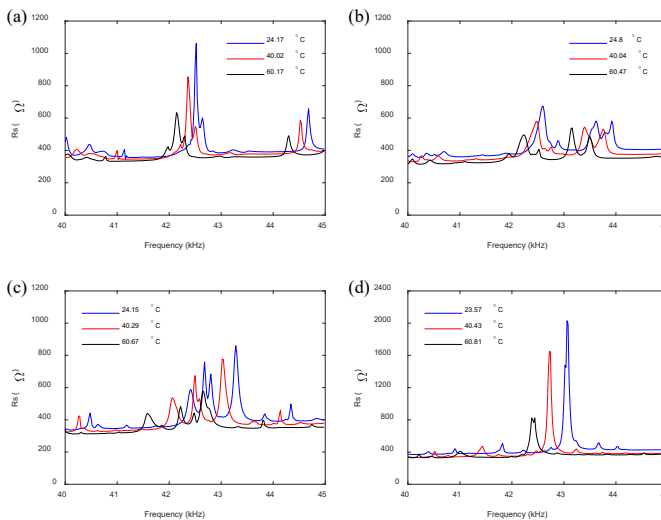 (a)
1200
1000
800
600
400
200
0
Rs ( Ω)
24.17 °C
40.02 °C
60.17 °C
40 41 42 43 44 45
Frequency (kHz)
(b)
1200
1000
800
600
400
200
0
Rs ( Ω)
24.8 °C
40.04 °C
60.47 °C
40 41 42 43 44
Frequency (kHz)
(c)
1200
1000
800
600
400
200
0
Rs ( Ω)
24.15 °C
40.29 °C
60.67 °C
40 41 42 43 44 45
Frequency (kHz)
(d)
2400
2000
1600
1200
800
400
0
Rs ( Ω)
23.57 °C
40.43 °C
60.81 °C
40 41 42 43 44
Frequency (kHz)